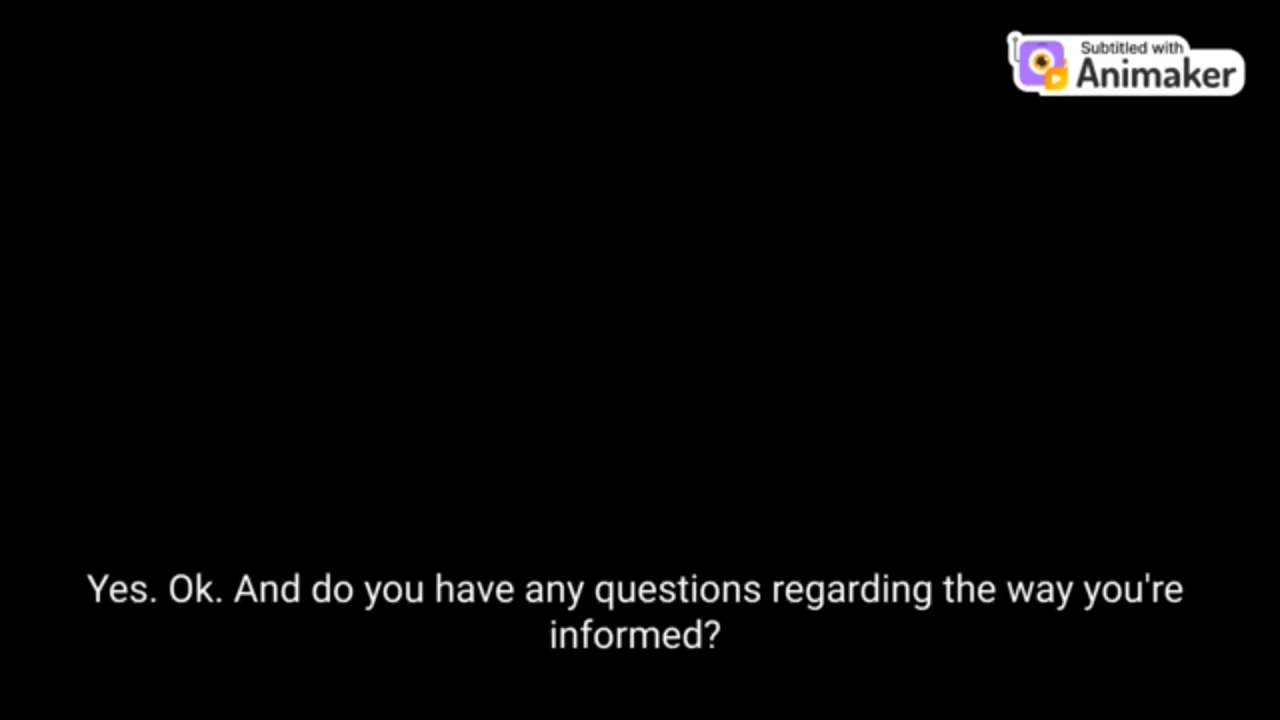 Subtitled with
Animaker
Yes. Ok. And do you have any questions regarding the way you're
informed?